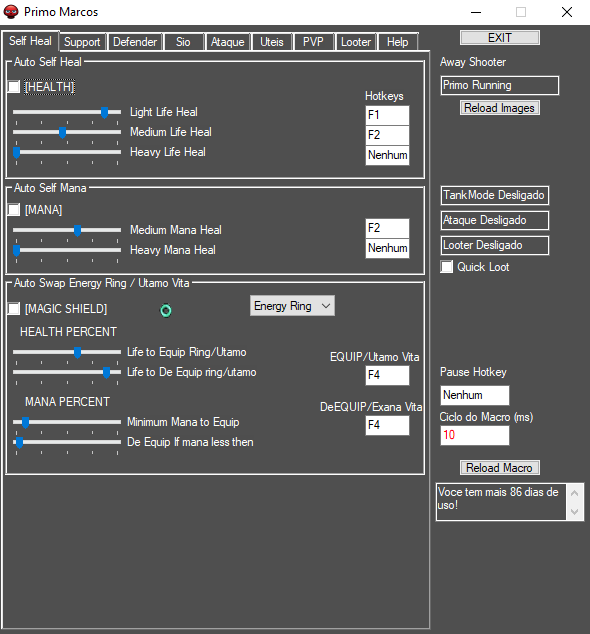 Primo Marcos
Self Heal Support Defender Sio Ataque Uteis PVP Looter Help
EXIT
Auto Self Heal
[HEALTH]
Hotkeys
Light Life Heal F1
Medium Life Heal F2
Heavy Life Heal Nenhum
Auto Self Mana
[MANA]
Medium Mana Heal F2
Heavy Mana Heal Nenhum
Auto Swap Energy Ring / Utamo Vita
[MAGIC SHIELD] Energy Ring
HEALTH PERCENT
Life to Equip Ring/Utamo
EQUIP/Utamo Vita
Life to De Equip ring/utamo F4
MANA PERCENT
DeEQUIP/Exana Vita
Minimum Mana to Equip F4
De Equip If mana less then
Away Shooter
Primo Running
Reload Images
TankMode Desligado
Ataque Desligado
Looter Desligado
Quick Loot
Pause Hotkey
Nenhum
Ciclo do Macro (ms)
10
Reload Macro
Voce tem mais 86 dias de
uso!